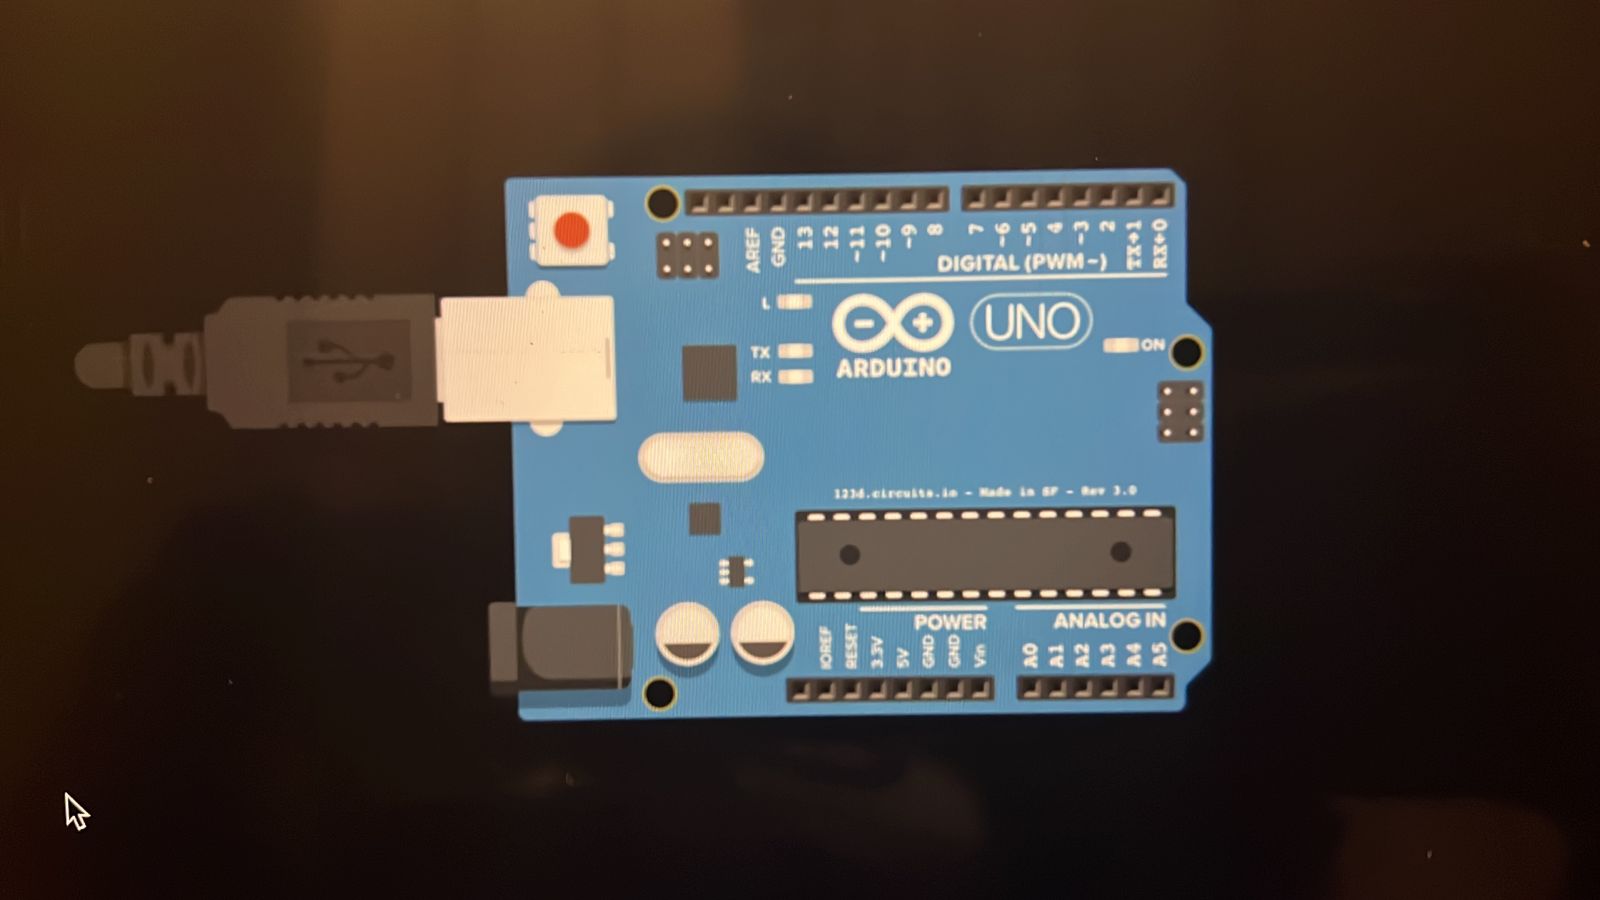 AREF
GND
13
12
~11
~10
~9
8
7
~6
~5
4
~3
2
TX→1
RX←0
DIGITAL (PWM~)
L
TX
RX
ARDUINO
UNO
ON
123d.circuits.io - Made in SF - Rev 3.0
POWER
ANALOG IN
IOREF
RESET
3.3V
5V
GND
GND
Vin
A0
A1
A2
A3
A4
A5